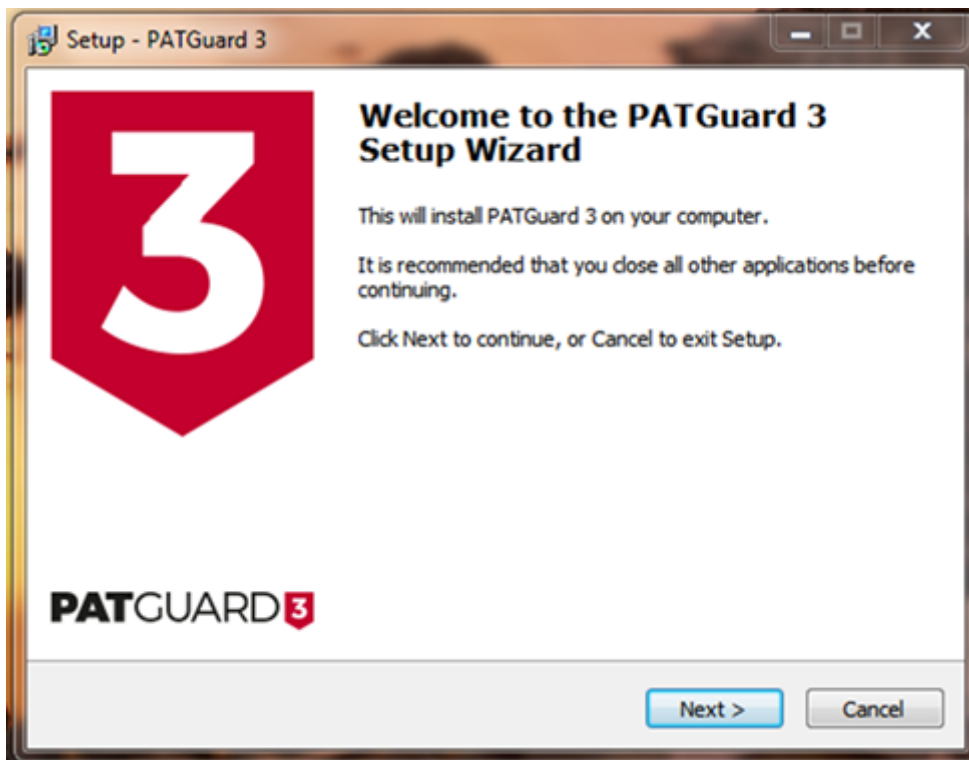 Setup - PATGuard 3
3
Welcome to the PATGuard 3
Setup Wizard
This will install PATGuard 3 on your computer.
It is recommended that you close all other applications before
continuing.
Click Next to continue, or Cancel to exit Setup.
PATGUARD3
Next >
Cancel